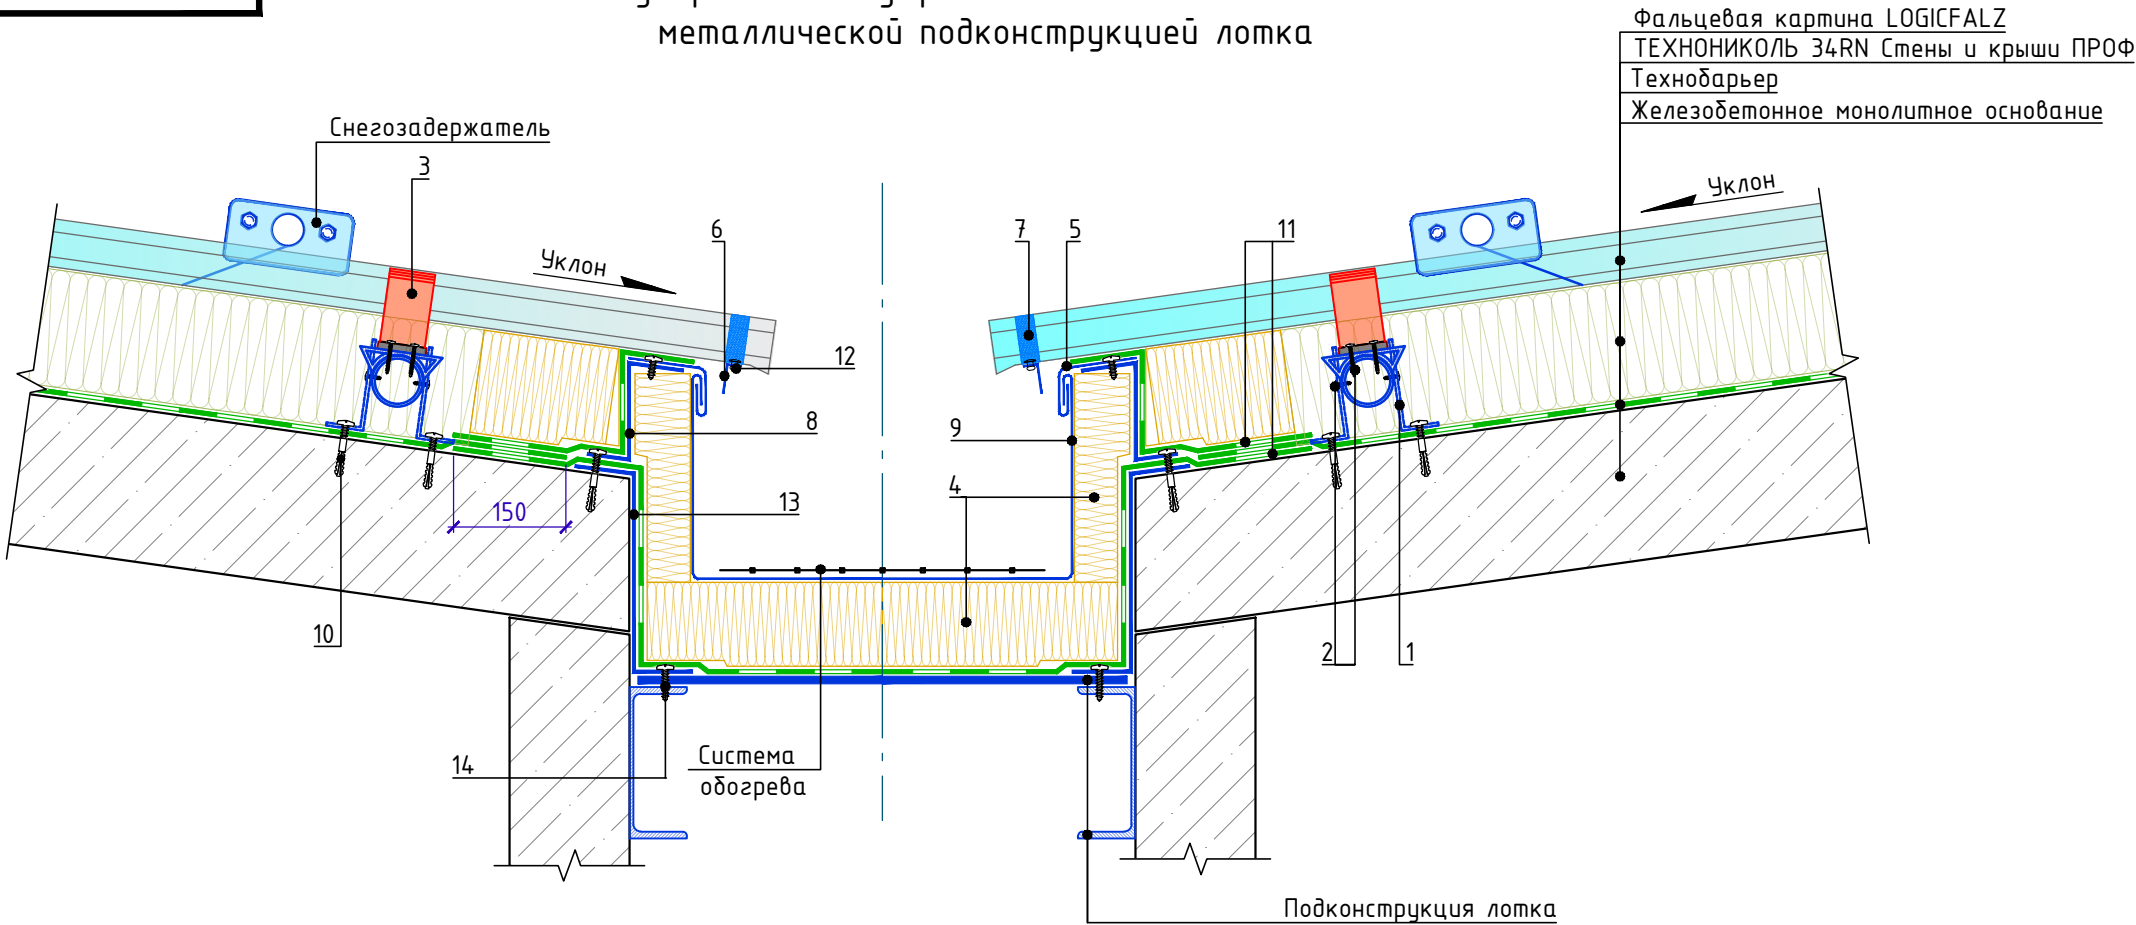 металлической подконструкцией лотка
Фальцевая картина LOGICFALZ
ТЕХНОНИКОЛЬ 34RN Стены и крыши ПРОФ
Технобарьер
Железобетонное монолитное основание
Снегозадержатель
3
Уклон
6
7
5
11
Уклон
12
8
9
4
13
150
10
2
1
14
Система
обогрева
Подконструкция лотка